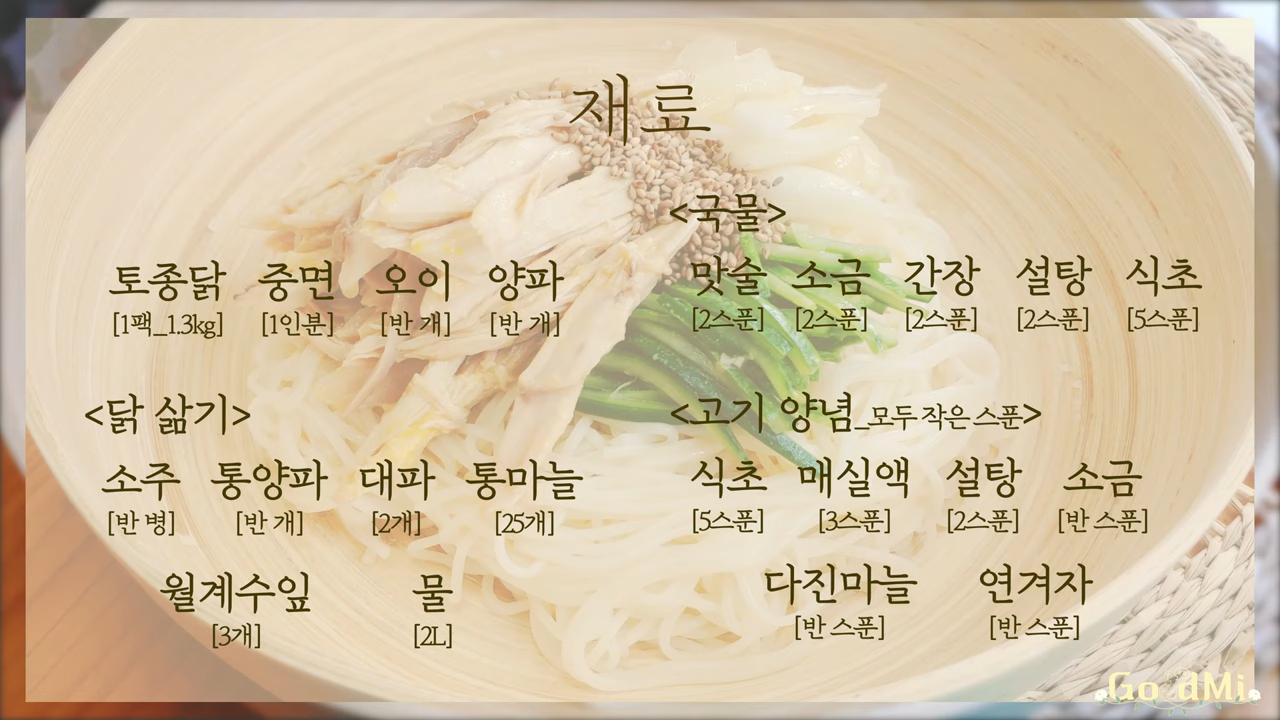 재료
토종닭 중면 오이 양파
[1팩_1.3kg] [1인분] [반 개] [반 개]
<국물>
맛술 소금 간장 설탕 식초
[2스푼] [2스푼] [2스푼] [2스푼] [5스푼]
<닭 삶기>
소주 통양파 대파 통마늘
[반 병] [반 개] [2개] [25개]
월계수잎 물
[3개] [2L]
<고기 양념_모두 작은 스푼>
식초 매실액 설탕 소금
[5스푼] [3스푼] [2스푼] [반 스푼]
다진마늘 연겨자
[반 스푼] [반 스푼]
Go dMi